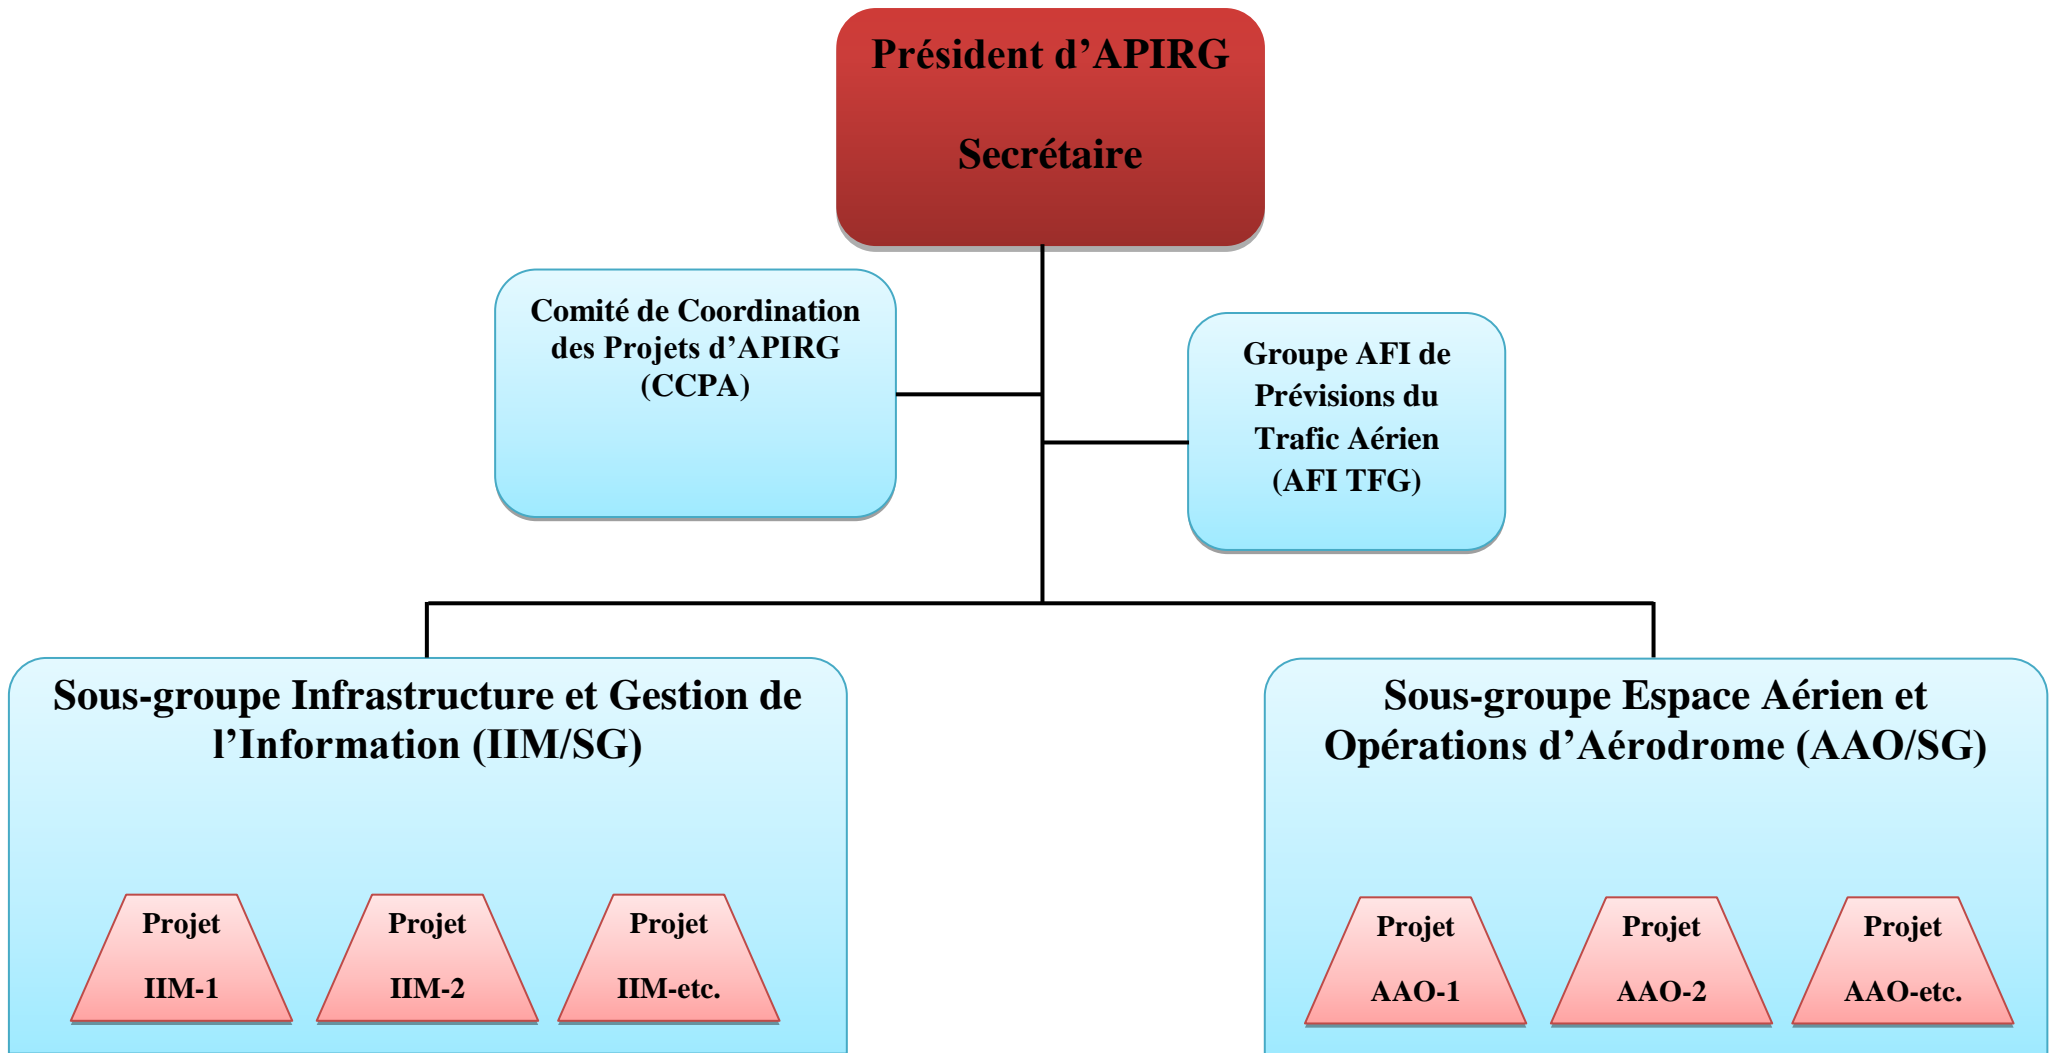 Président d’APIRG
Secrétaire
Comité de Coordination
des Projets d’APIRG
(CCPA)
Groupe AFI de
Prévisions du
Trafic Aérien
(AFI TFG)
Sous-groupe Infrastructure et Gestion de
l’Information (IIM/SG)
Projet
IIM-1
Projet
IIM-2
Projet
IIM-etc.
Sous-groupe Espace Aérien et
Opérations d’Aérodrome (AAO/SG)
Projet
AAO-1
Projet
AAO-2
Projet
AAO-etc.